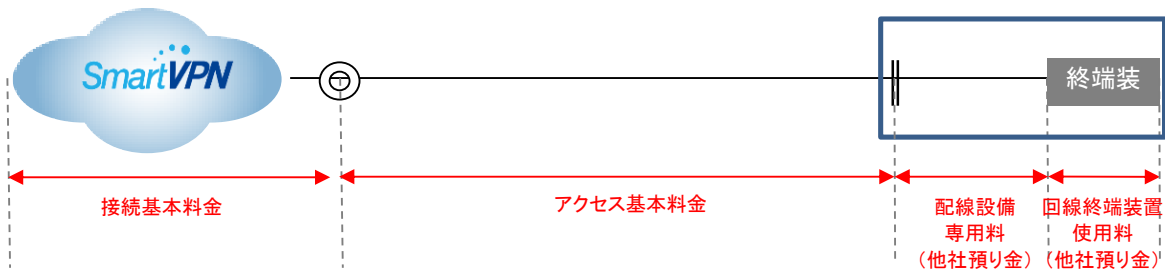 SmartVPN
終端装
接続基本料金
アクセス基本料金
配線設備
専用料
(他社預り金)
回線終端装置
使用料
(他社預り金)